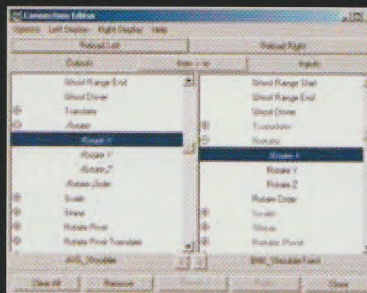 Connection Editor
Options Left Display Right Display Help
Reload Left Reload Right
Outputs Inputs
Ghost Range End Ghost Range Start
Ghost Driver Ghost Range End
Translate Ghost Driver
Rotate Translate
Rotate X Rotate
Rotate Y Rotate X
Rotate Z Rotate Y
Rotate Order Rotate Z
Scale Rotate Order
Shear Scale
Rotate Pivot Shear
Rotate Pivot Translate Rotate Pivot
Clear All Remove Close